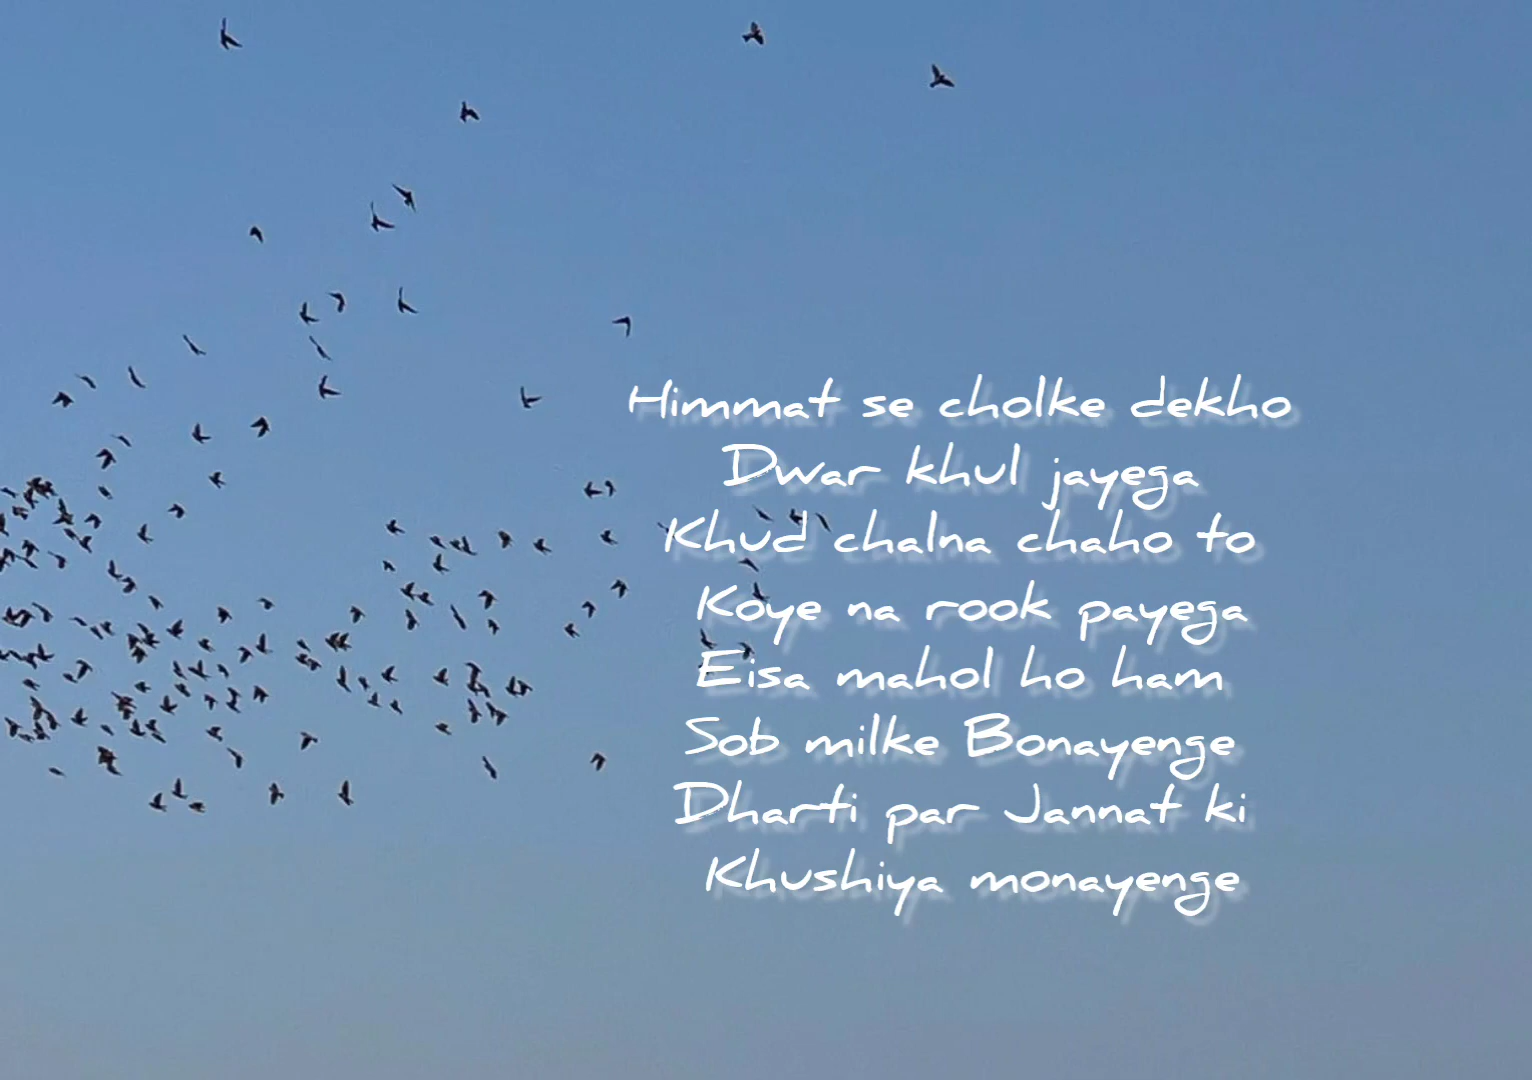 Himmat se cholke dekho
Dwar khul jayega
Khud chalna chaho to
Koye na rook payega
Eisa mahol ho ham
Sob milke Bonayenge
Dharti par Jannat ki
Khushiya monayenge